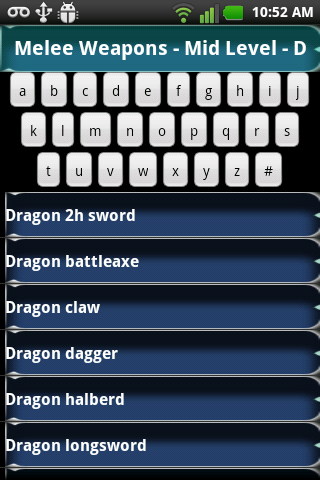 10:52 AM
Melee Weapons - Mid Level - D
a b c d e f g h i j
k l m n o p q r s
t u v w x y z #
Dragon 2h sword
Dragon battleaxe
Dragon claw
Dragon dagger
Dragon halberd
Dragon longsword